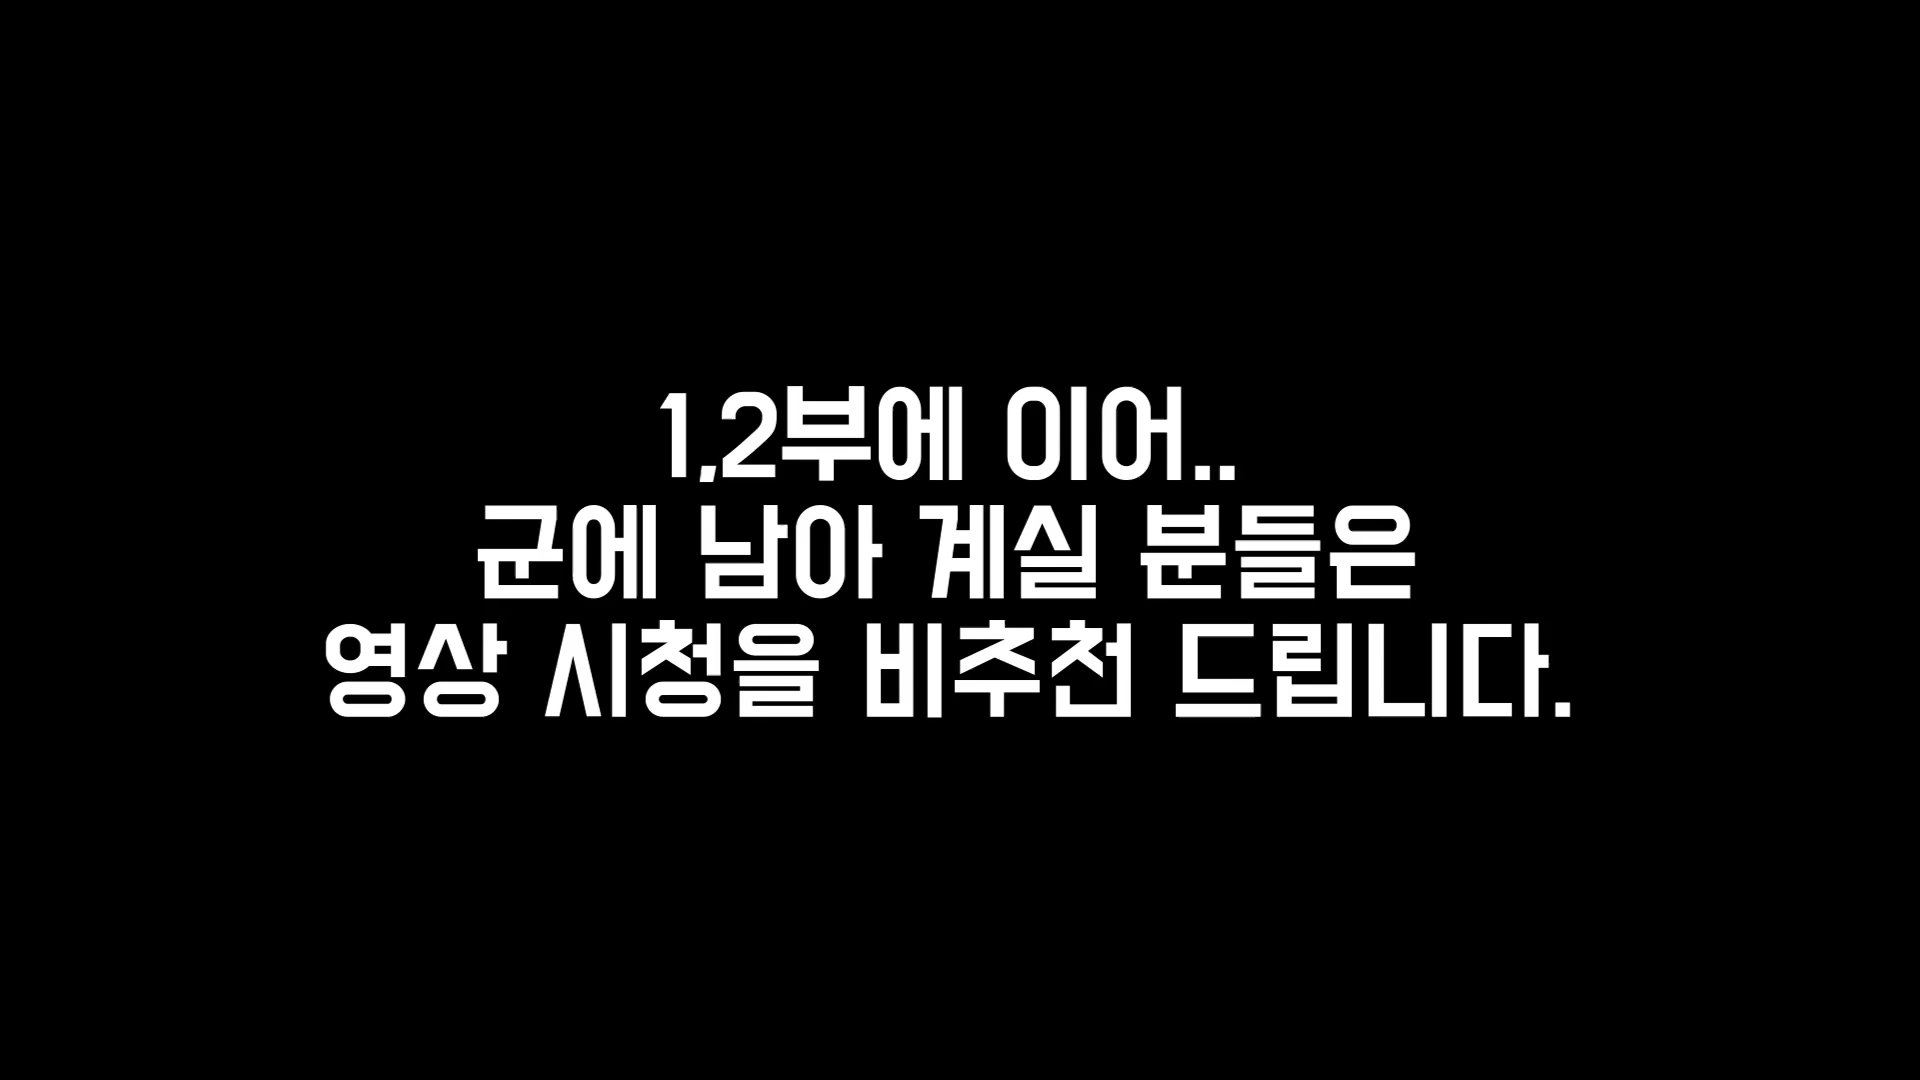 1,2부에 이어..
군에 남아 계실 분들은
영상 시청을 비추천 드립니다.